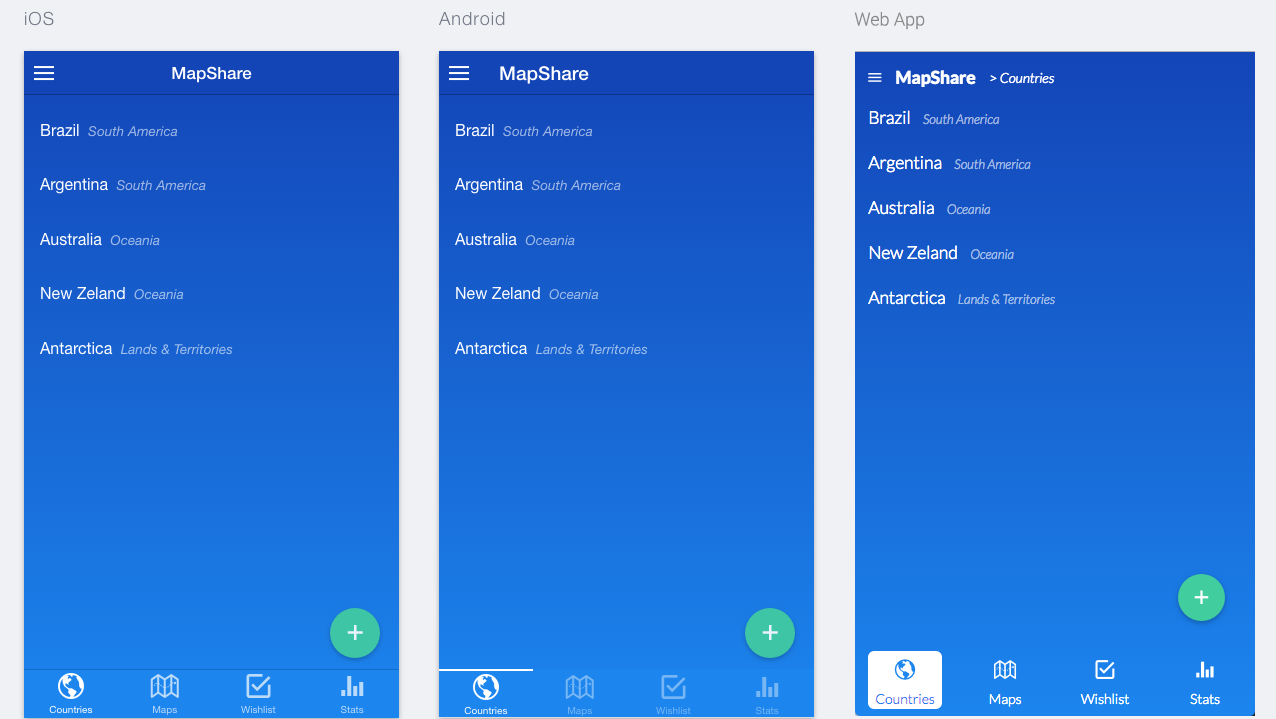 iOS
MapShare
Brazil South America
Argentina South America
Australia Oceania
New Zeland Oceania
Antarctica Lands & Territories
+
Countries Maps Wishlist Stats
Android
MapShare
Brazil South America
Argentina South America
Australia Oceania
New Zeland Oceania
Antarctica Lands & Territories
+
Countries Maps Wishlist Stats
Web App
MapShare > Countries
Brazil South America
Argentina South America
Australia Oceania
New Zeland Oceania
Antarctica Lands & Territories
+
Countries Maps Wishlist Stats